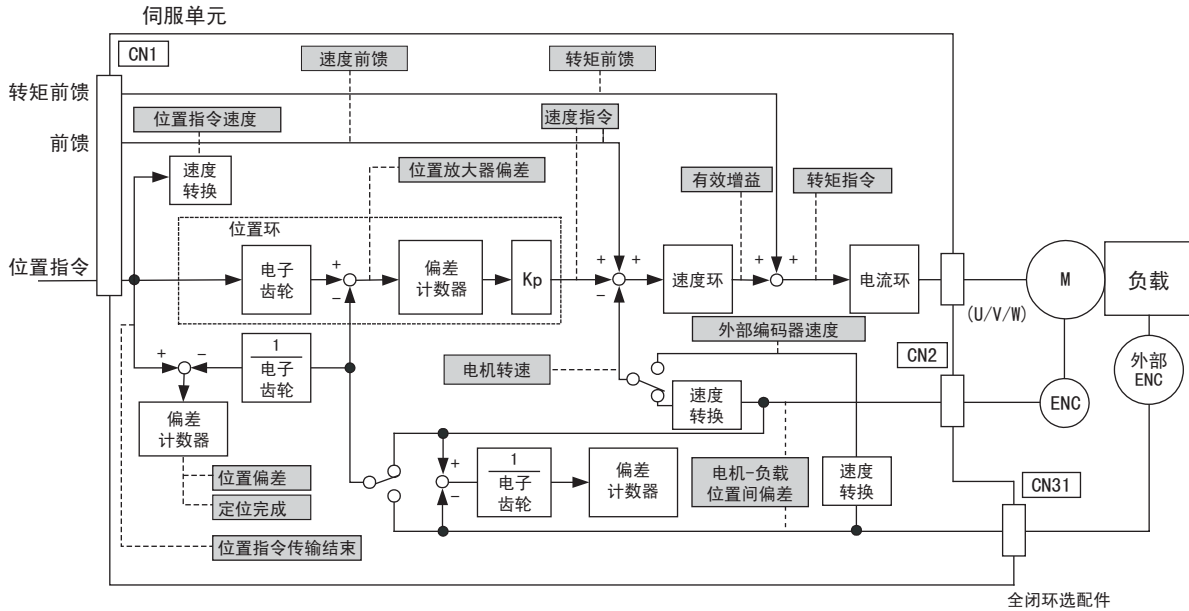 伺服单元
CN1
速度前馈
转矩前馈
转矩前馈
位置指令速度
速度指令
前馈
速度
转换
位置放大器偏差
有效增益
转矩指令
位置环
位置指令
电子
齿轮
+
-
偏差
计数器
Kp
+
+
-
速度环
+
+
电流环
M
负载
(U/V/W)
外部编码器速度
CN2
外部
ENC
+
-
1
电子
齿轮
电机转速
速度
转换
ENC
偏差
计数器
位置偏差
定位完成
+
-
1
电子
齿轮
偏差
计数器
电机-负载
位置间偏差
速度
转换
CN31
位置指令传输结束
全闭环选配件